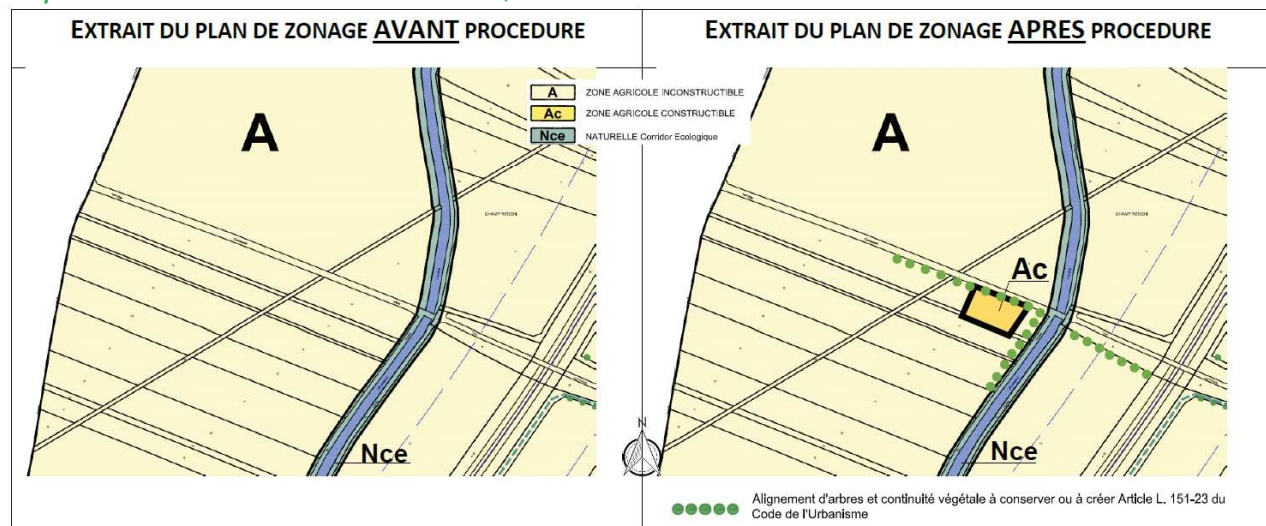 EXTRAIT DU PLAN DE ZONAGE AVANT PROCEDURE
EXTRAIT DU PLAN DE ZONAGE APRES PROCEDURE
A ZONE AGRICOLE INCONSTRUCTIBLE
Ac ZONE AGRICOLE CONSTRUCTIBLE
Nce NATURELLE Corridor Ecologique
A
A
Ac
Nce
Nce
N
Alignement d'arbres et continuité végétale à conserver ou à créer Article L. 151-23 du
Code de l'Urbanisme